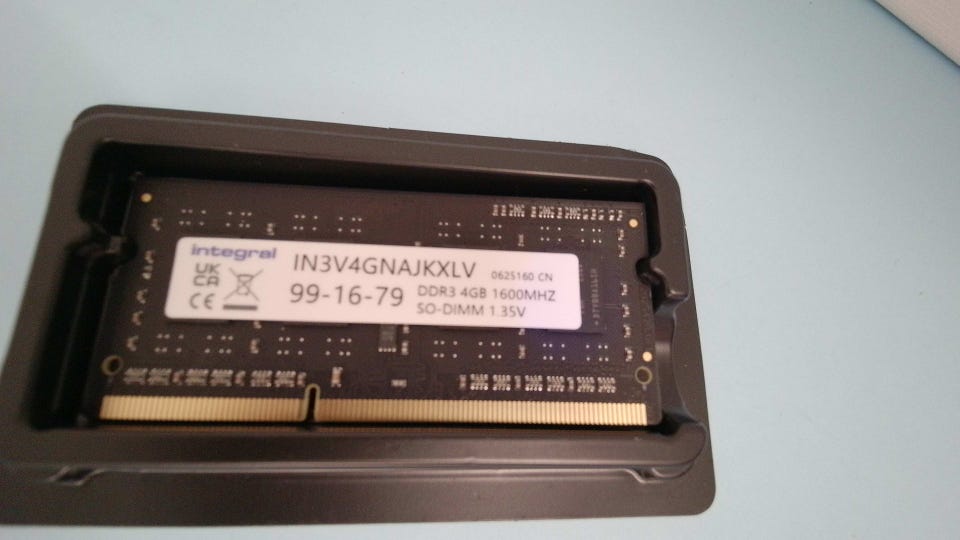 integral
IN3V4GNAJKXLV
0625160 CN
UK
CA
CE
99-16-79
DDR3 4GB 1600MHZ
SO-DIMM 1.35V